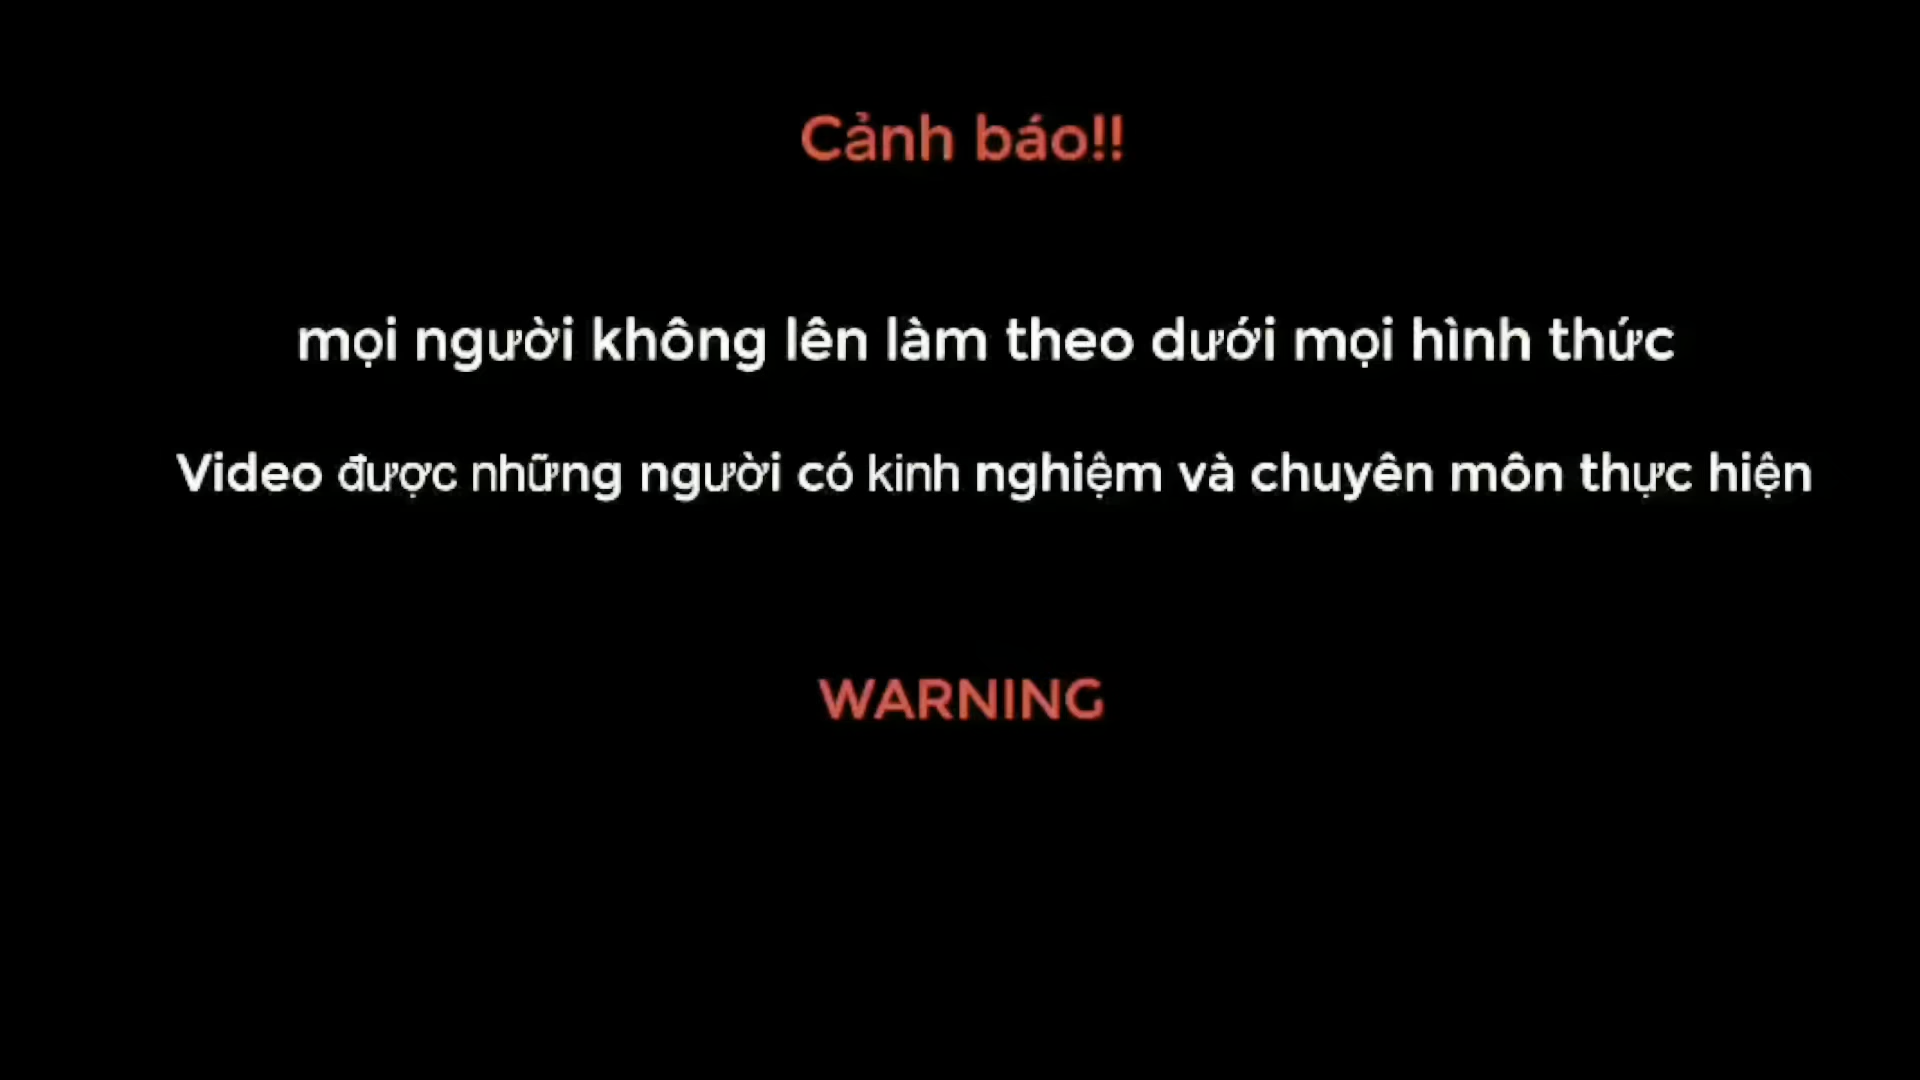 Cảnh báo!!
mọi người không lên làm theo dưới mọi hình thức
Video được những người có kinh nghiệm và chuyên môn thực hiện
WARNING